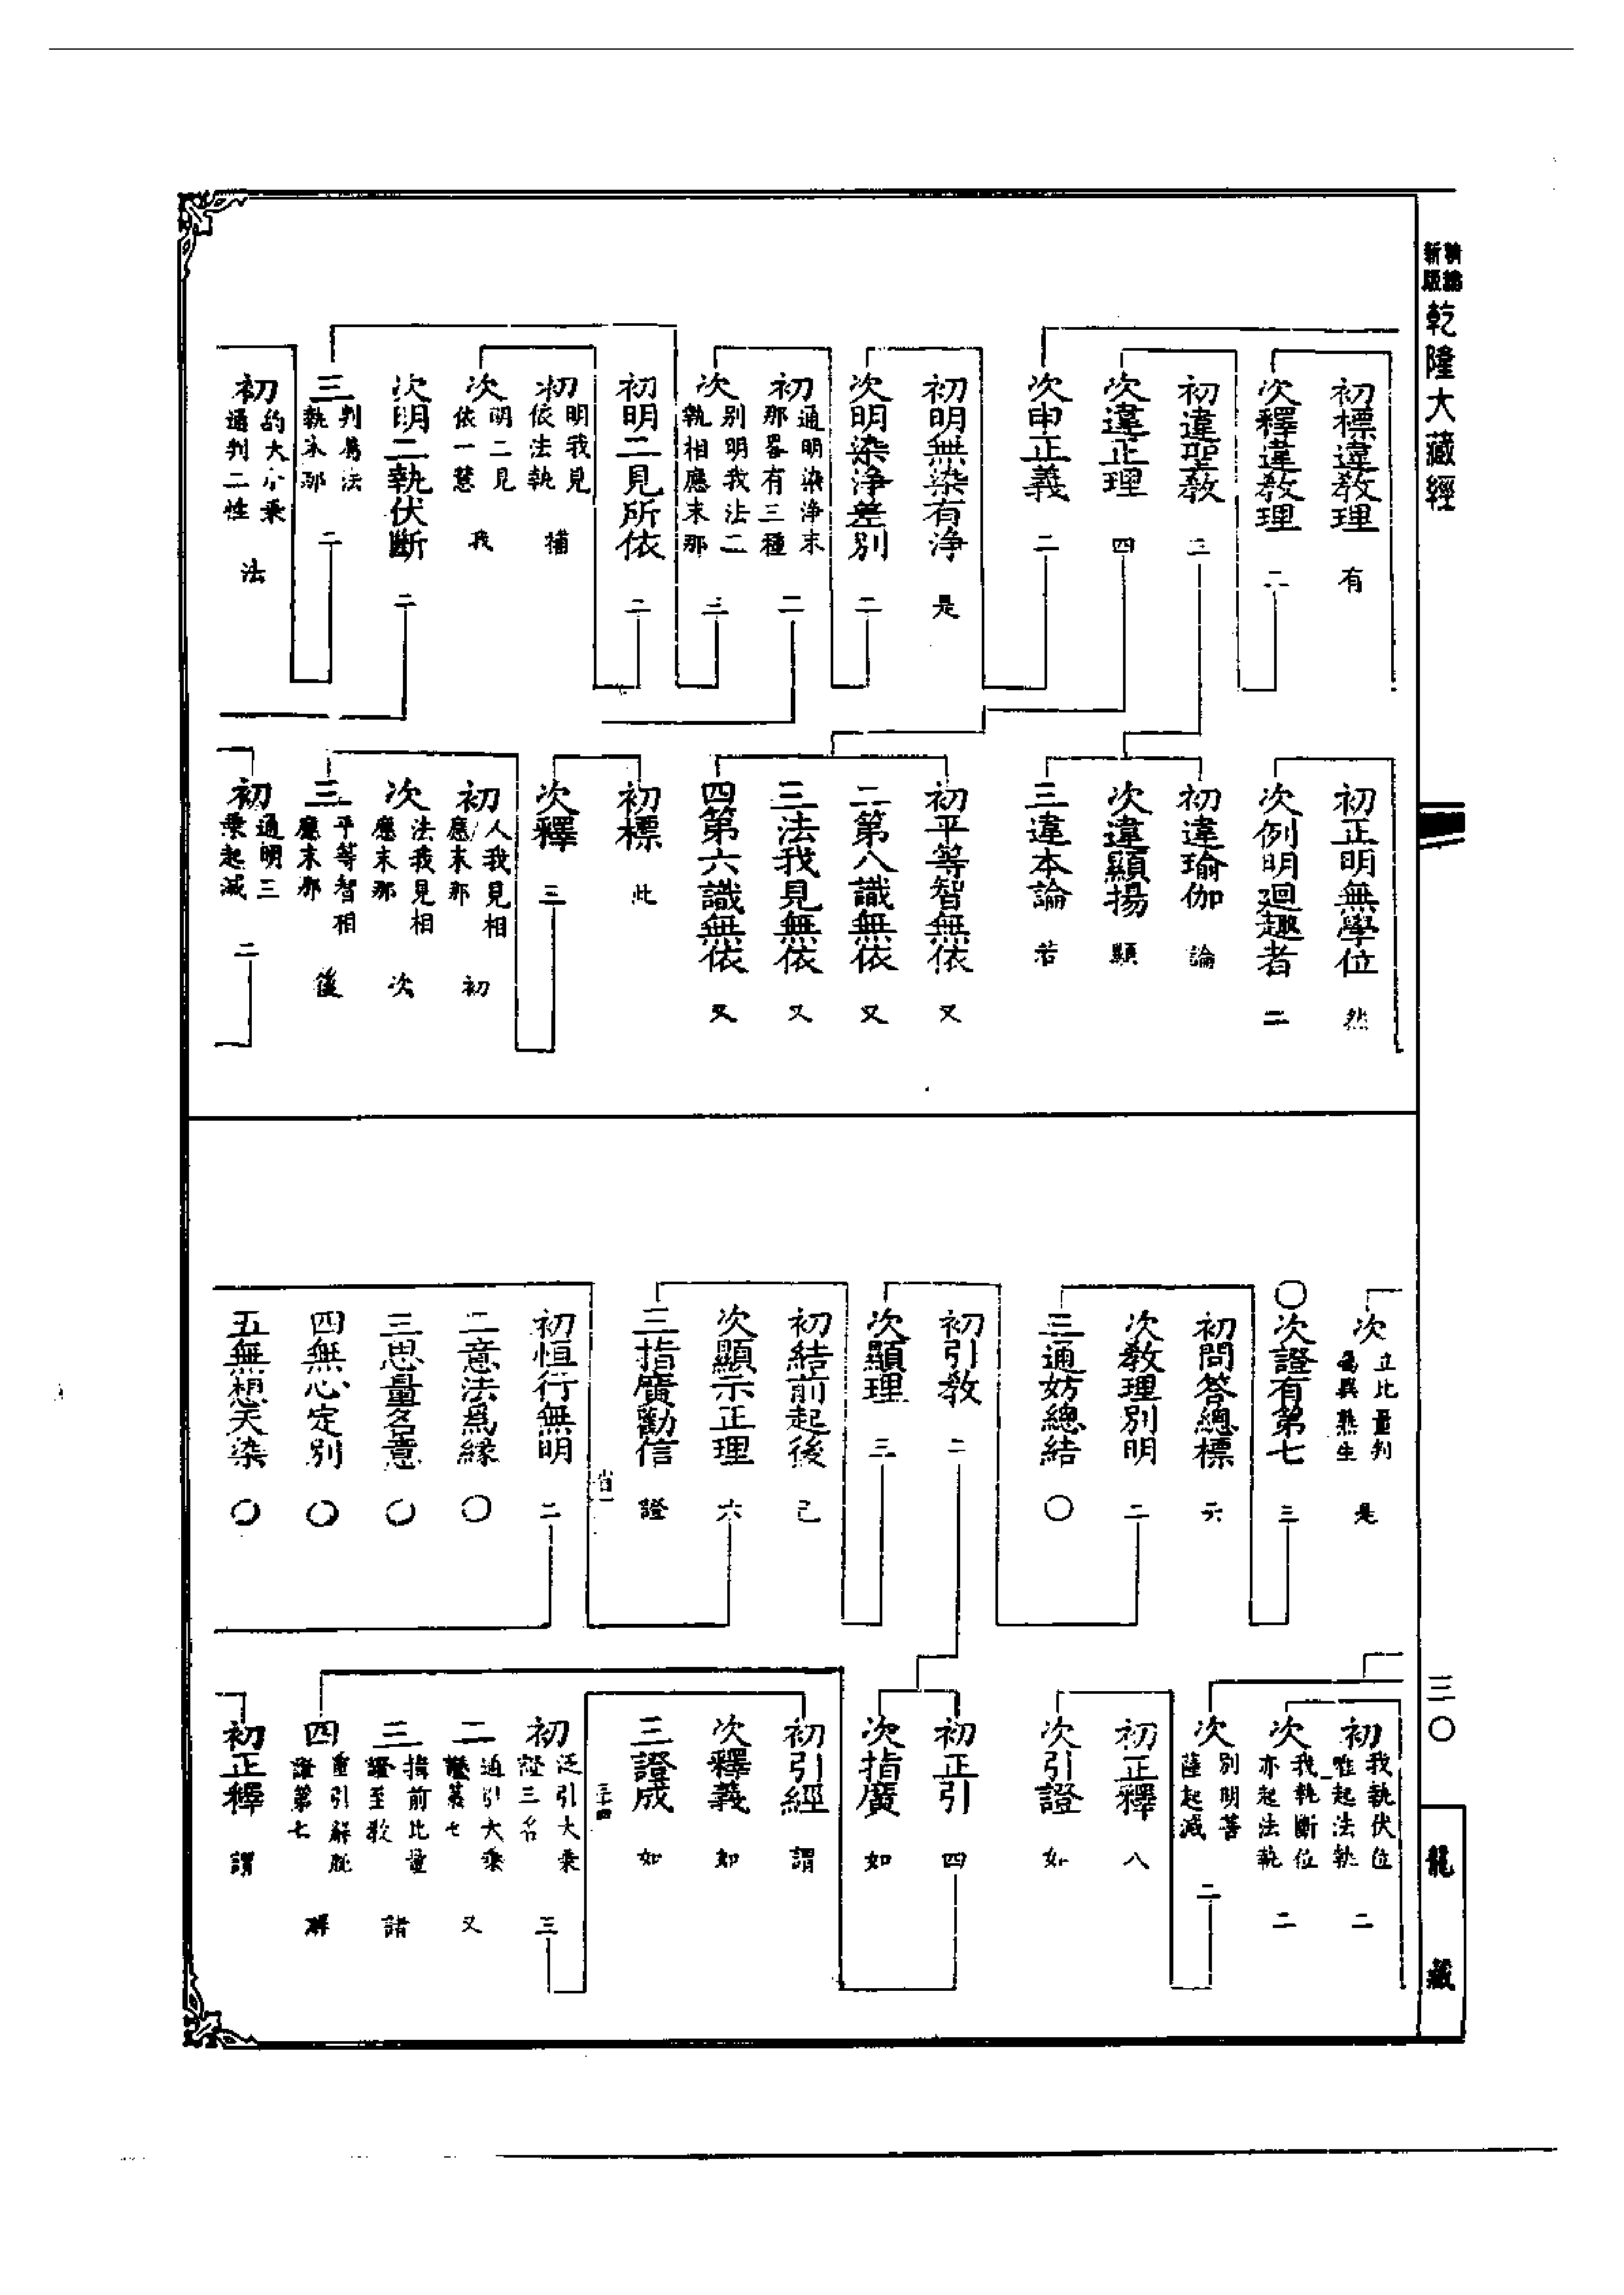 新版
精縮
乾隆大藏經
三〇
龍藏
初標違教理 有
次釋違教理 二
初違聖教 三
次違正理 四
次申正義 二
初明無染有淨 是
次明染淨差別 二
初通明染淨末那畧有三種 二
次別明我法二執相應末那 三
初明二見所依 二
初明我見依法執 補
次明二見依一慧 我
次明二執伏斷 二
三判屬法執末那 二
初約大小乘通判二性 法
初正明無學位 然
次例明迴趣者 二
初違瑜伽 論
次違顯揚 顯
三違本論 若
初平等智無依 又
二第八識無依 又
三法我見無依 又
四第六識無依 又
初標 此
次釋 三
初人我見相應末那 初
次法我見相應末那 次
三平等智相應末那 後
初通明三乘起滅 二
次立比量判為異熟生 是
〇次證有第七 三
初問答總標 云
次教理別明 二
三通妨總結 〇
初引教 二
次顯理 三
初結前起後 已
次顯示正理 六
三指廣勸信 證
初恒行無明 二
二意法爲緣 〇
三思量名意 〇
四無心定別 〇
五無想天染 〇
初我執伏位唯起法執 二
次我執斷位亦起法執 二
次別明菩薩起滅 二
初正釋 八
次引證 如
初正引 四
次指廣 如
初引經 謂
次釋義 如
三證成 如
初泛引大乘證三名 三
二通引大乘證第七 又
三指前比量證至教 諸
四重引解脫證第七 解
初正釋 謂